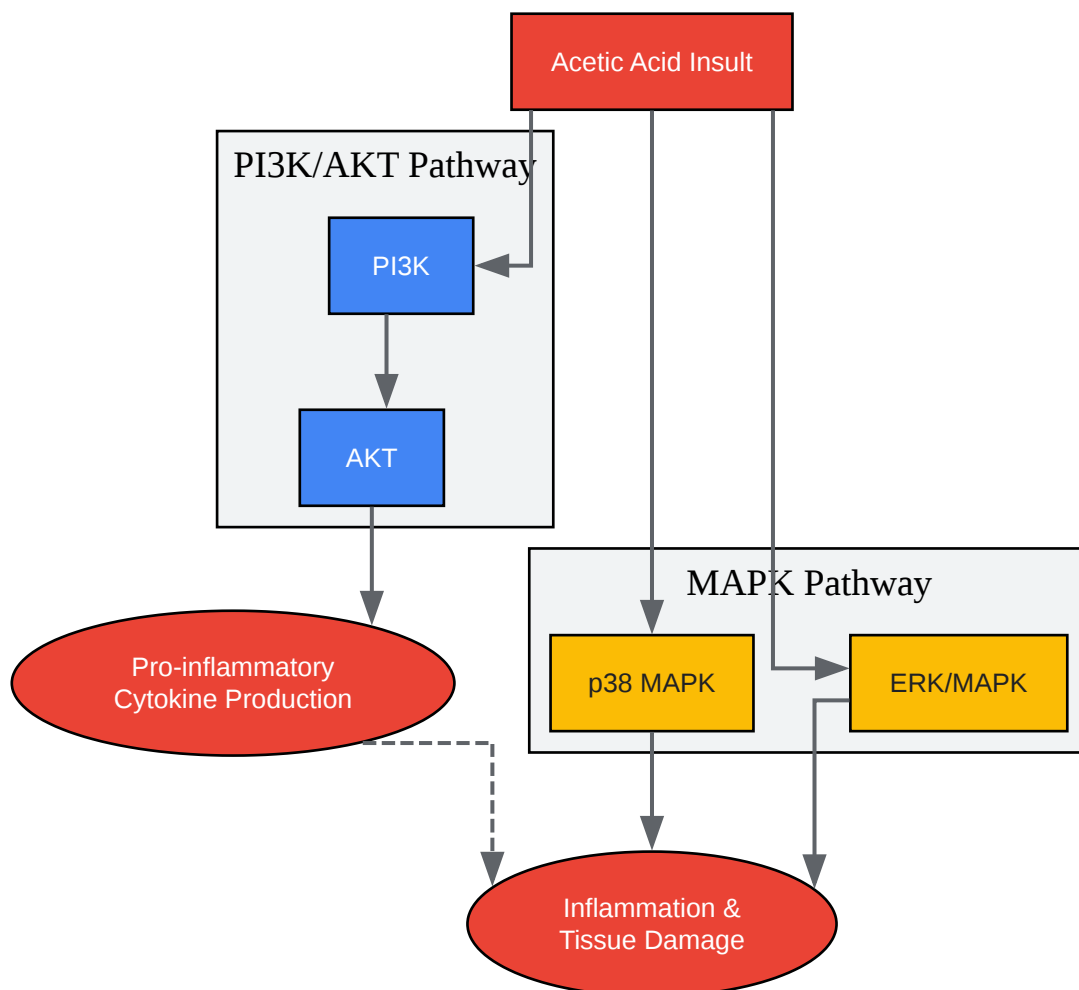 Acetic Acid Insult
PI3K/AKT Pathway
PI3K
AKT
MAPK Pathway
Pro-inflammatory
Cytokine Production
p38 MAPK
ERK/MAPK
Inflammation &
Tissue Damage